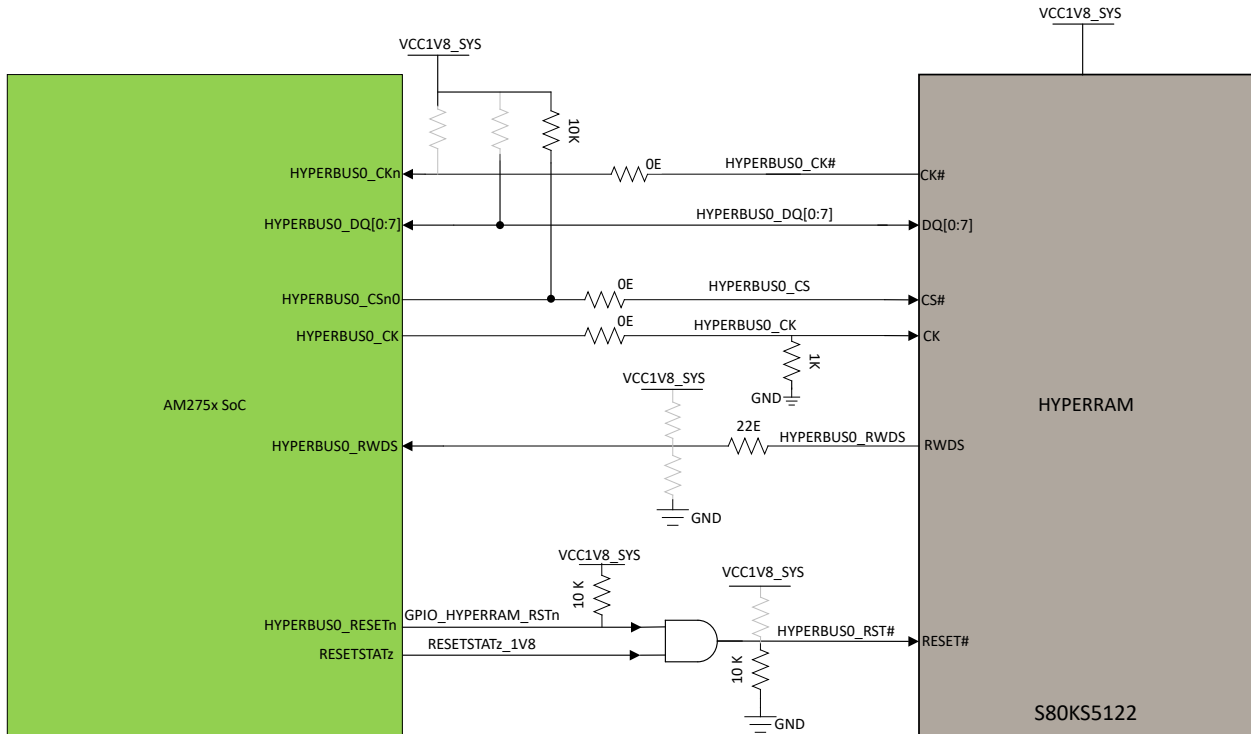 VCC1V8_SYS
VCC1V8_SYS
10K
HYPERBUS0_CKn
0E
HYPERBUS0_CK#
CK#
HYPERBUS0_DQ[0:7]
HYPERBUS0_DQ[0:7]
DQ[0:7]
HYPERBUS0_CSn0
0E
HYPERBUS0_CS
CS#
HYPERBUS0_CK
0E
HYPERBUS0_CK
CK
1K
GND
VCC1V8_SYS
AM275x SoC
HYPERRAM
HYPERBUS0_RWDS
22E
HYPERBUS0_RWDS
RWDS
GND
VCC1V8_SYS
10 K
VCC1V8_SYS
HYPERBUS0_RESETn
GPIO_HYPERRAM_RSTn
HYPERBUS0_RST#
RESET#
RESETSTATz
RESETSTATz_1V8
10 K
GND
S80KS5122